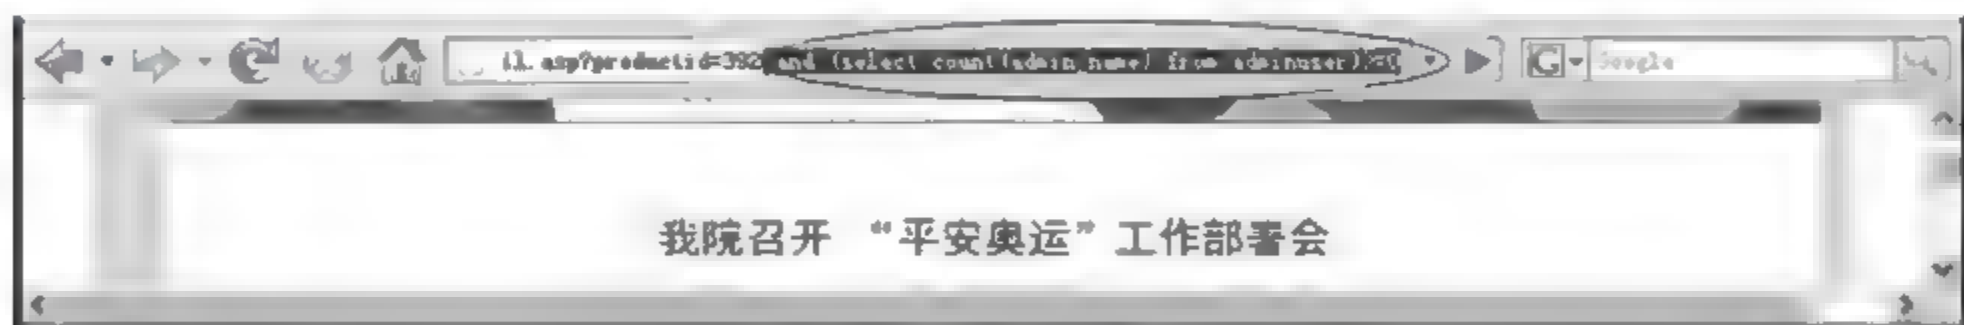 il.asp?productid=392 and (select count(admin_name) from adminuser)>=0
Google
我院召开 “平安奥运”工作部署会